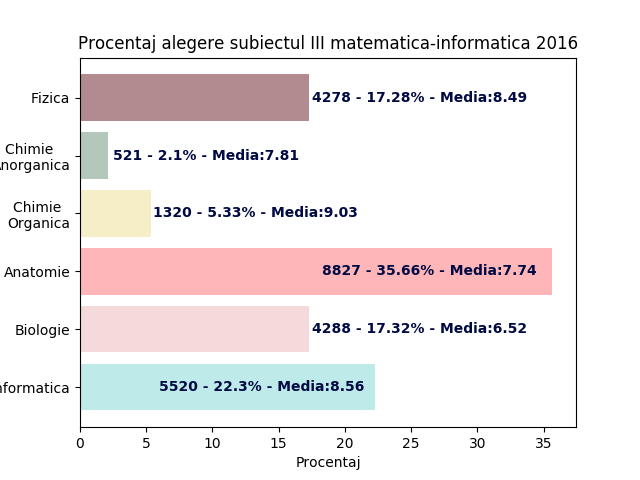 Procentaj alegere subiectul III matematica-informatica 2016
Fizica
4278 - 17.28% - Media:8.49
Chimie
norganica
521 - 2.1% - Media:7.81
Chimie
Organica
1320 - 5.33% - Media:9.03
Anatomie
8827 - 35.66% - Media:7.74
Biologie
4288 - 17.32% - Media:6.52
nformatica
5520 - 22.3% - Media:8.56
0 5 10 15 20 25 30 35
Procentaj